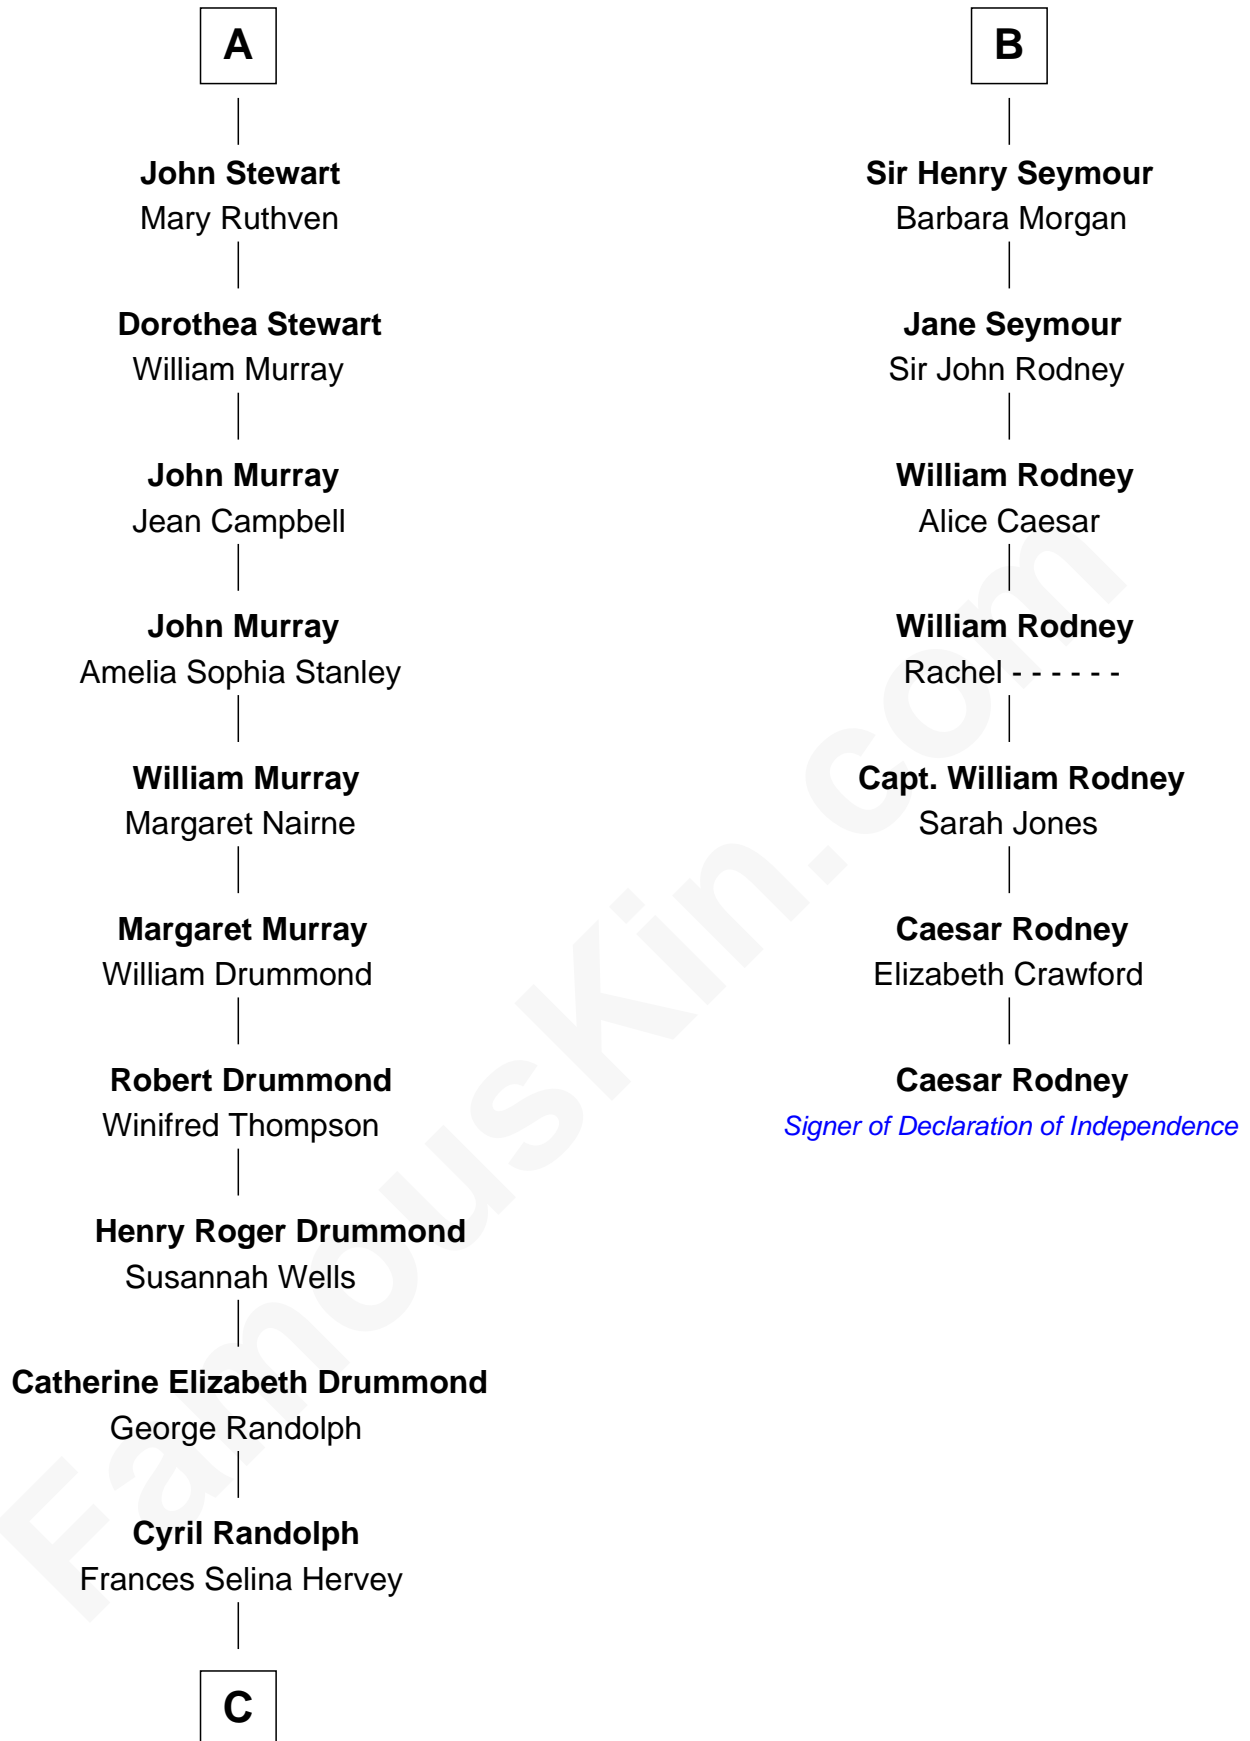 A
John Stewart
Mary Ruthven
Dorothea Stewart
William Murray
John Murray
Jean Campbell
John Murray
Amelia Sophia Stanley
William Murray
Margaret Nairne
Margaret Murray
William Drummond
Robert Drummond
Winifred Thompson
Henry Roger Drummond
Susannah Wells
Catherine Elizabeth Drummond
George Randolph
Cyril Randolph
Frances Selina Hervey
C
B
Sir Henry Seymour
Barbara Morgan
Jane Seymour
Sir John Rodney
William Rodney
Alice Caesar
William Rodney
Rachel - - - - - -
Capt. William Rodney
Sarah Jones
Caesar Rodney
Elizabeth Crawford
Caesar Rodney
Signer of Declaration of Independence
FamousKin.com